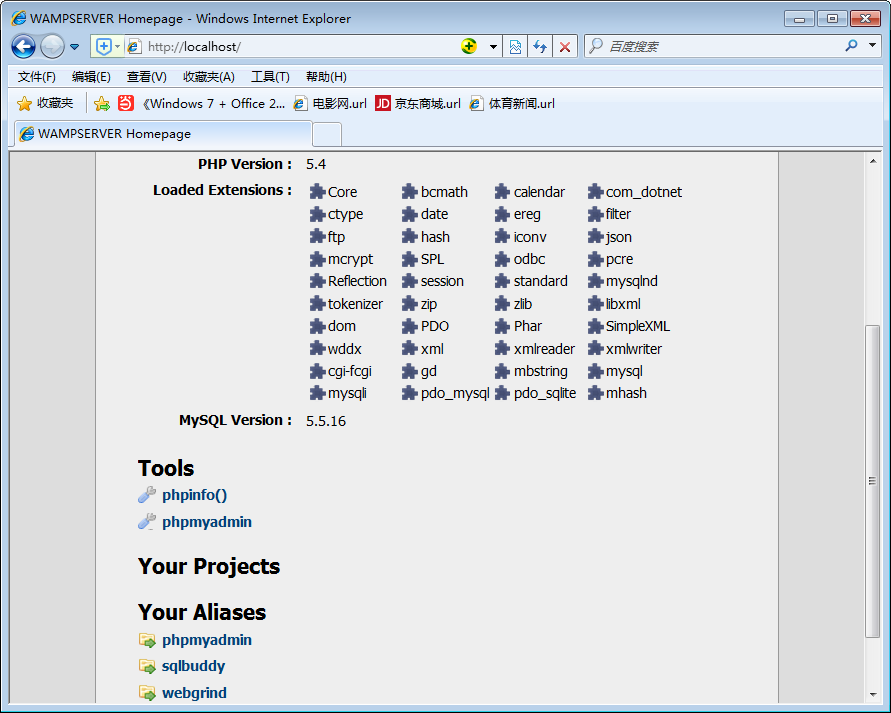 WAMPSERVER Homepage - Windows Internet Explorer
http://localhost/
百度搜索
文件(F) 编辑(E) 查看(V) 收藏夹(A) 工具(T) 帮助(H)
收藏夹 当 《Windows 7 + Office 2... 电影网.url JD 京东商城.url 体育新闻.url
WAMPSERVER Homepage
PHP Version : 5.4
Loaded Extensions : Core bcmath calendar com_dotnet
ctype date ereg filter
ftp hash iconv json
mcrypt SPL odbc pcre
Reflection session standard mysqlnd
tokenizer zip zlib libxml
dom PDO Phar SimpleXML
wddx xml xmlreader xmlwriter
cgi-fcgi gd mbstring mysql
mysqli pdo_mysql pdo_sqlite mhash
MySQL Version : 5.5.16
Tools
phpinfo()
phpmyadmin
Your Projects
Your Aliases
phpmyadmin
sqlbuddy
webgrind